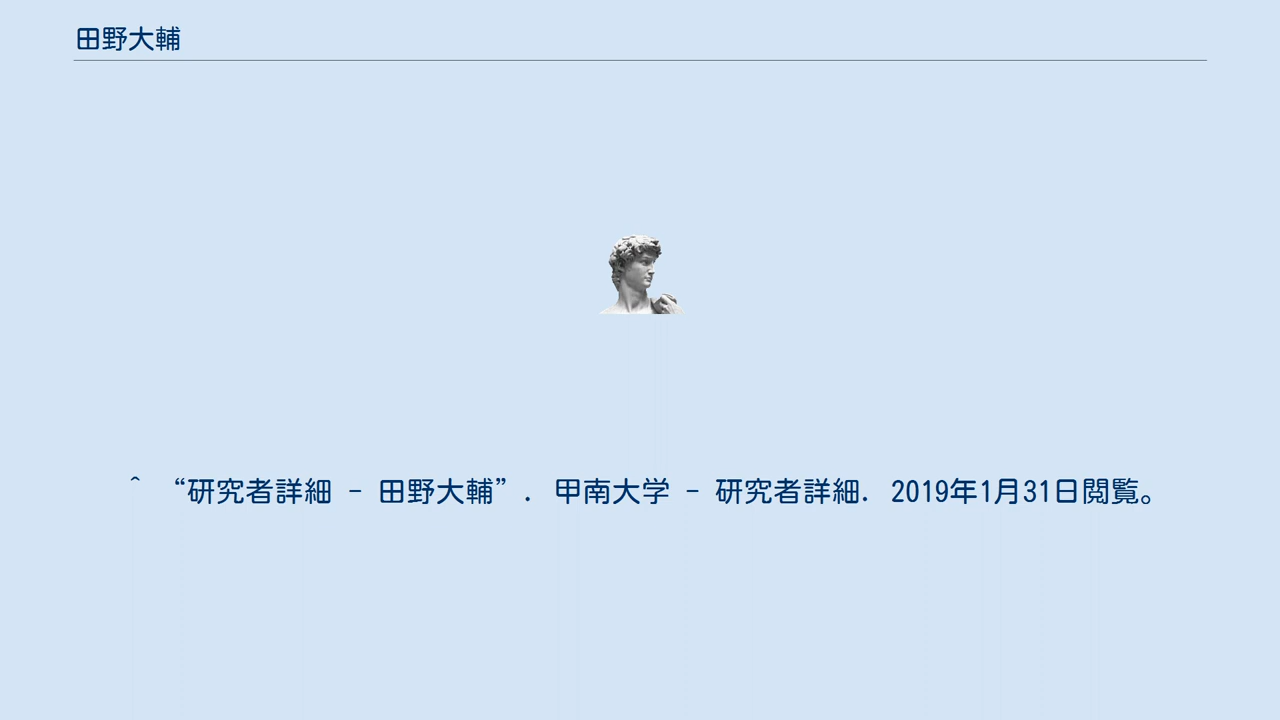 田野大輔
^ “研究者詳細 - 田野大輔”. 甲南大学 - 研究者詳細. 2019年1月31日閲覧。